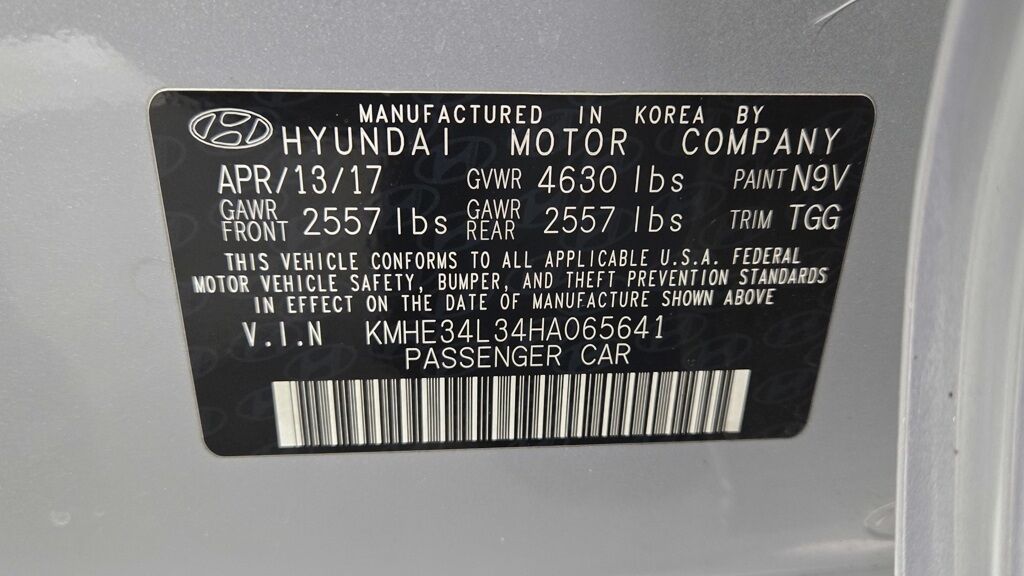 MANUFACTURED IN KOREA BY
HYUNDAI MOTOR COMPANY
APR/13/17 GVWR 4630 lbs PAINT N9V
GAWR FRONT 2557 lbs GAWR REAR 2557 lbs TRIM TGG
THIS VEHICLE CONFORMS TO ALL APPLICABLE U.S.A. FEDERAL
MOTOR VEHICLE SAFETY, BUMPER, AND THEFT PREVENTION STANDARDS
IN EFFECT ON THE DATE OF MANUFACTURE SHOWN ABOVE
V.I.N KMHE34L34HA065641
PASSENGER CAR